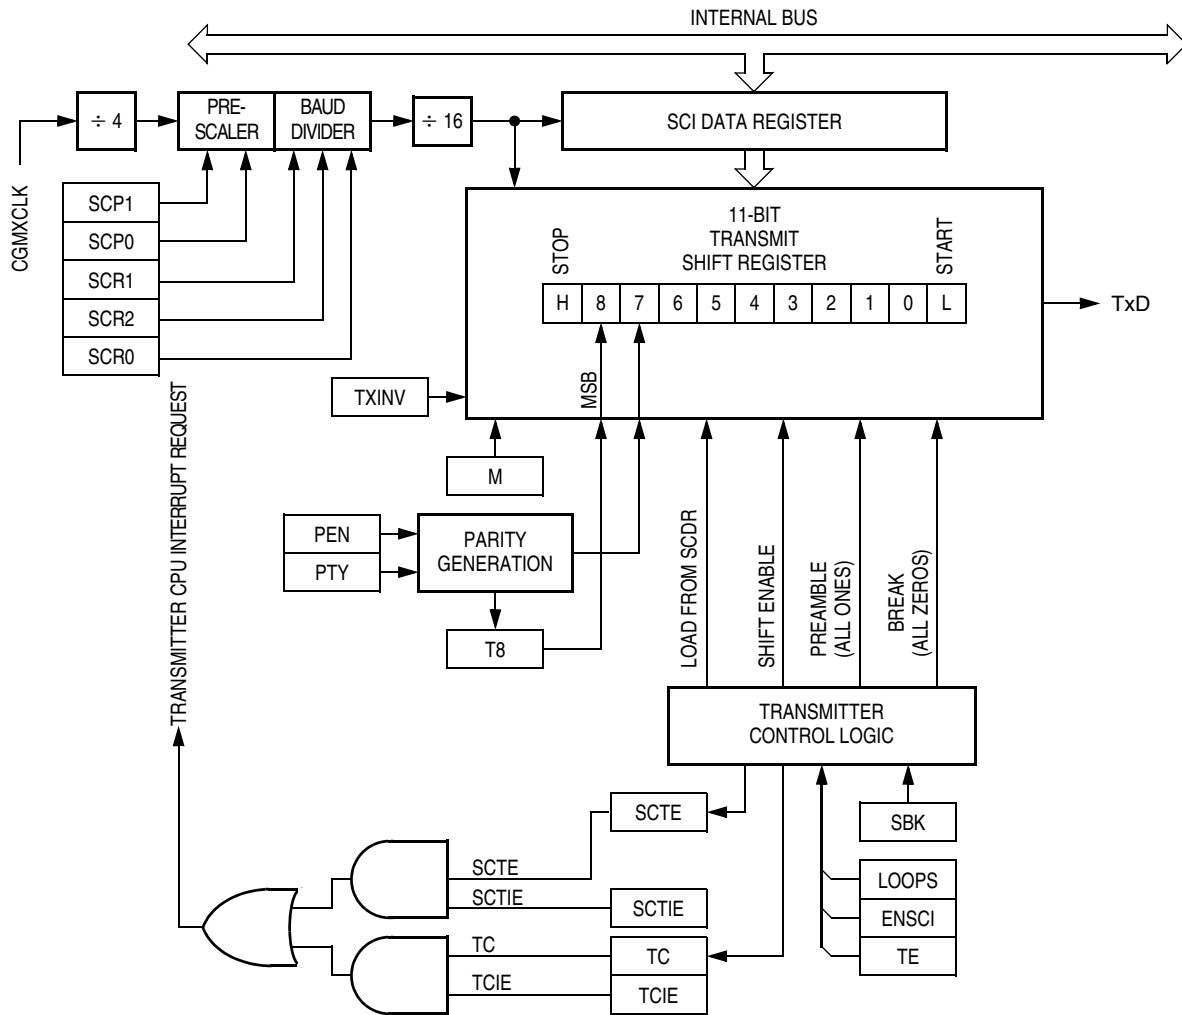 INTERNAL BUS
÷ 4
PRE-
SCALER
BAUD
DIVIDER
÷ 16
SCI DATA REGISTER
CGMXCLK
SCP1
SCP0
SCR1
SCR2
SCR0
11-BIT
TRANSMIT
SHIFT REGISTER
STOP
START
H 8 7 6 5 4 3 2 1 0 L
TxD
MSB
TXINV
M
PEN
PTY
PARITY
GENERATION
T8
LOAD FROM SCDR
SHIFT ENABLE
PREAMBLE
(ALL ONES)
BREAK
(ALL ZEROS)
TRANSMITTER CPU INTERRUPT REQUEST
TRANSMITTER
CONTROL LOGIC
SCTE
SBK
SCTE
SCTIE
SCTIE
LOOPS
ENSCI
TE
TC
TC
TCIE
TCIE